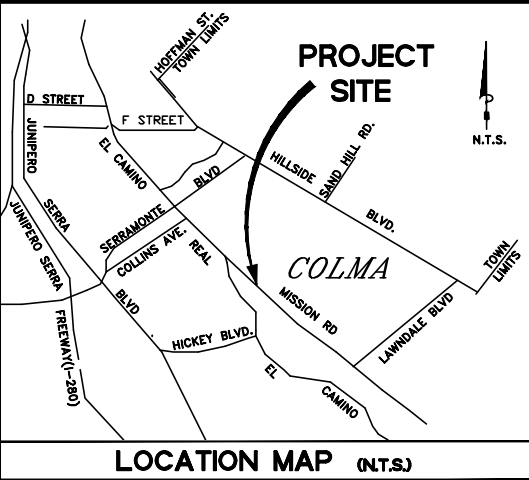 HOFFMAN ST.
TOWN LIMITS
PROJECT
SITE
N.T.S.
D STREET
F STREET
JUNIPERO
SERRA
BLVD
EL CAMINO
REAL
HILLSIDE
BLVD.
SAND HILL RD.
SERRAMONTE
BLVD
COLLINS AVE.
JUNIPERO SERRA
FREEWAY(I-280)
COLMA
TOWN
LIMITS
MISSION RD
LAWNDALE BLVD
HICKEY BLVD.
EL
CAMINO
LOCATION MAP (N.T.S.)